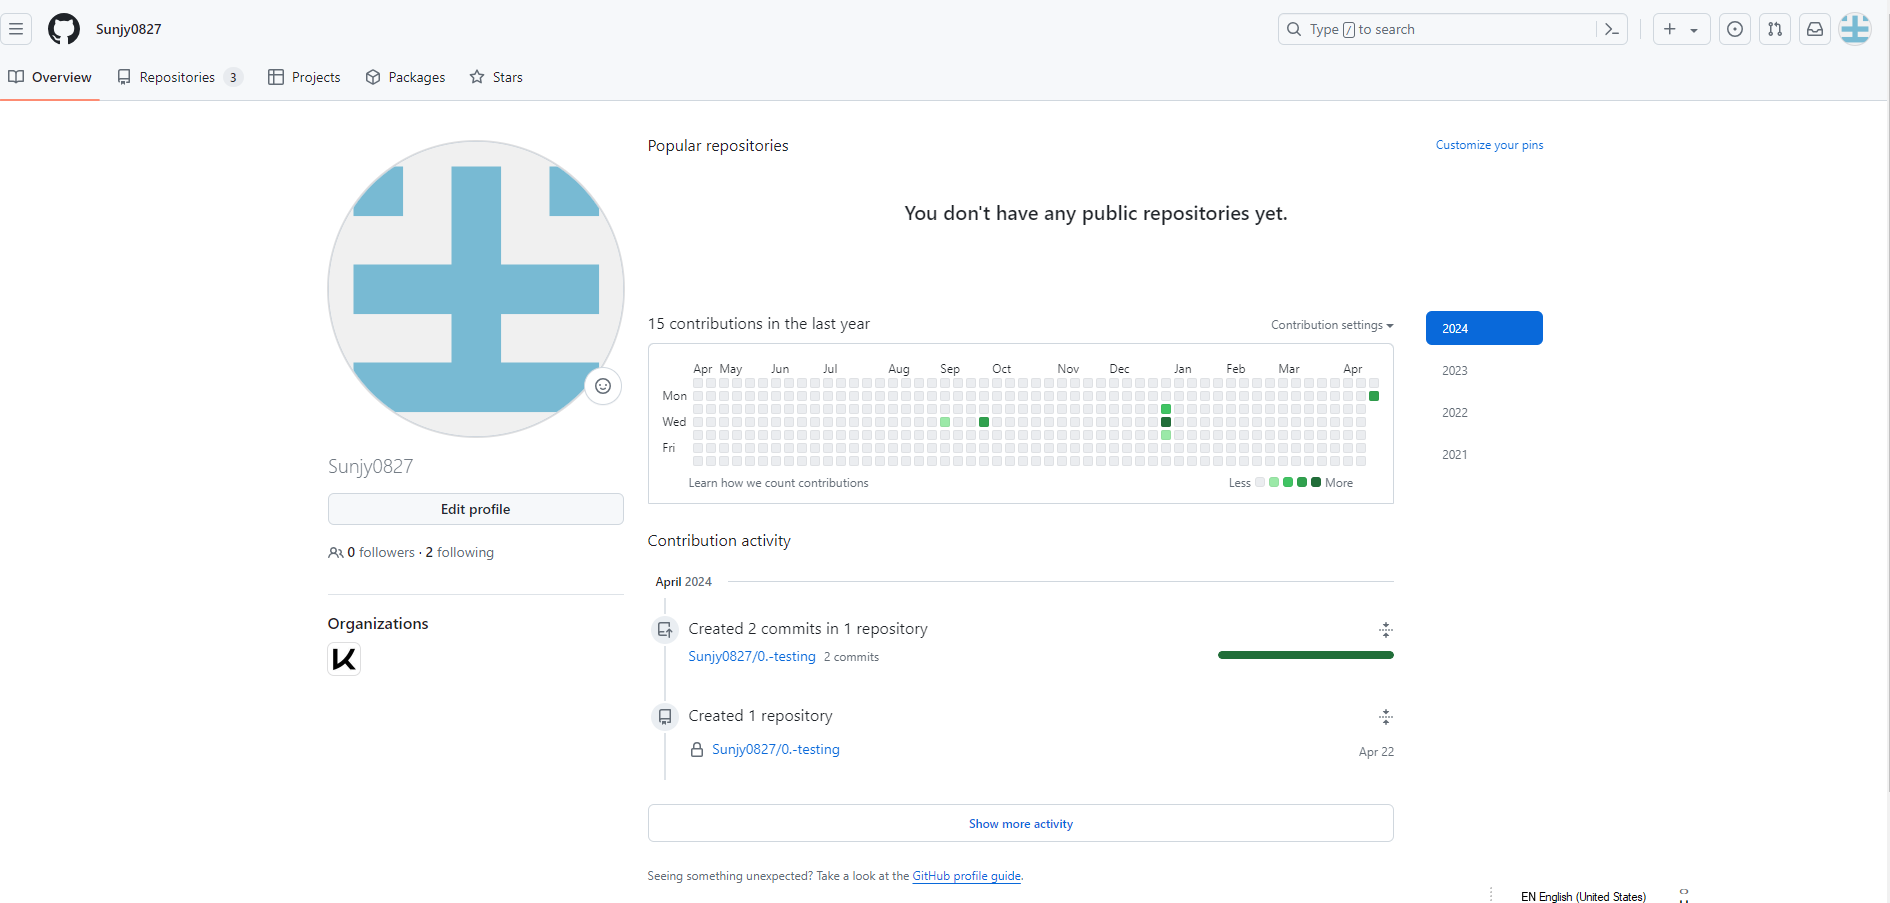 Sunjy0827
Type / to search
Overview
Repositories 3
Projects
Packages
Stars
Popular repositories
Customize your pins
You don't have any public repositories yet.
15 contributions in the last year
Contribution settings
2024
2023
2022
2021
Apr May Jun Jul Aug Sep Oct Nov Dec Jan Feb Mar Apr
Mon
Wed
Fri
Learn how we count contributions
Less More
Sunjy0827
Edit profile
0 followers · 2 following
Organizations
Contribution activity
April 2024
Created 2 commits in 1 repository
Sunjy0827/0.-testing 2 commits
Created 1 repository
Sunjy0827/0.-testing
Apr 22
Show more activity
Seeing something unexpected? Take a look at the GitHub profile guide.
EN English (United States)